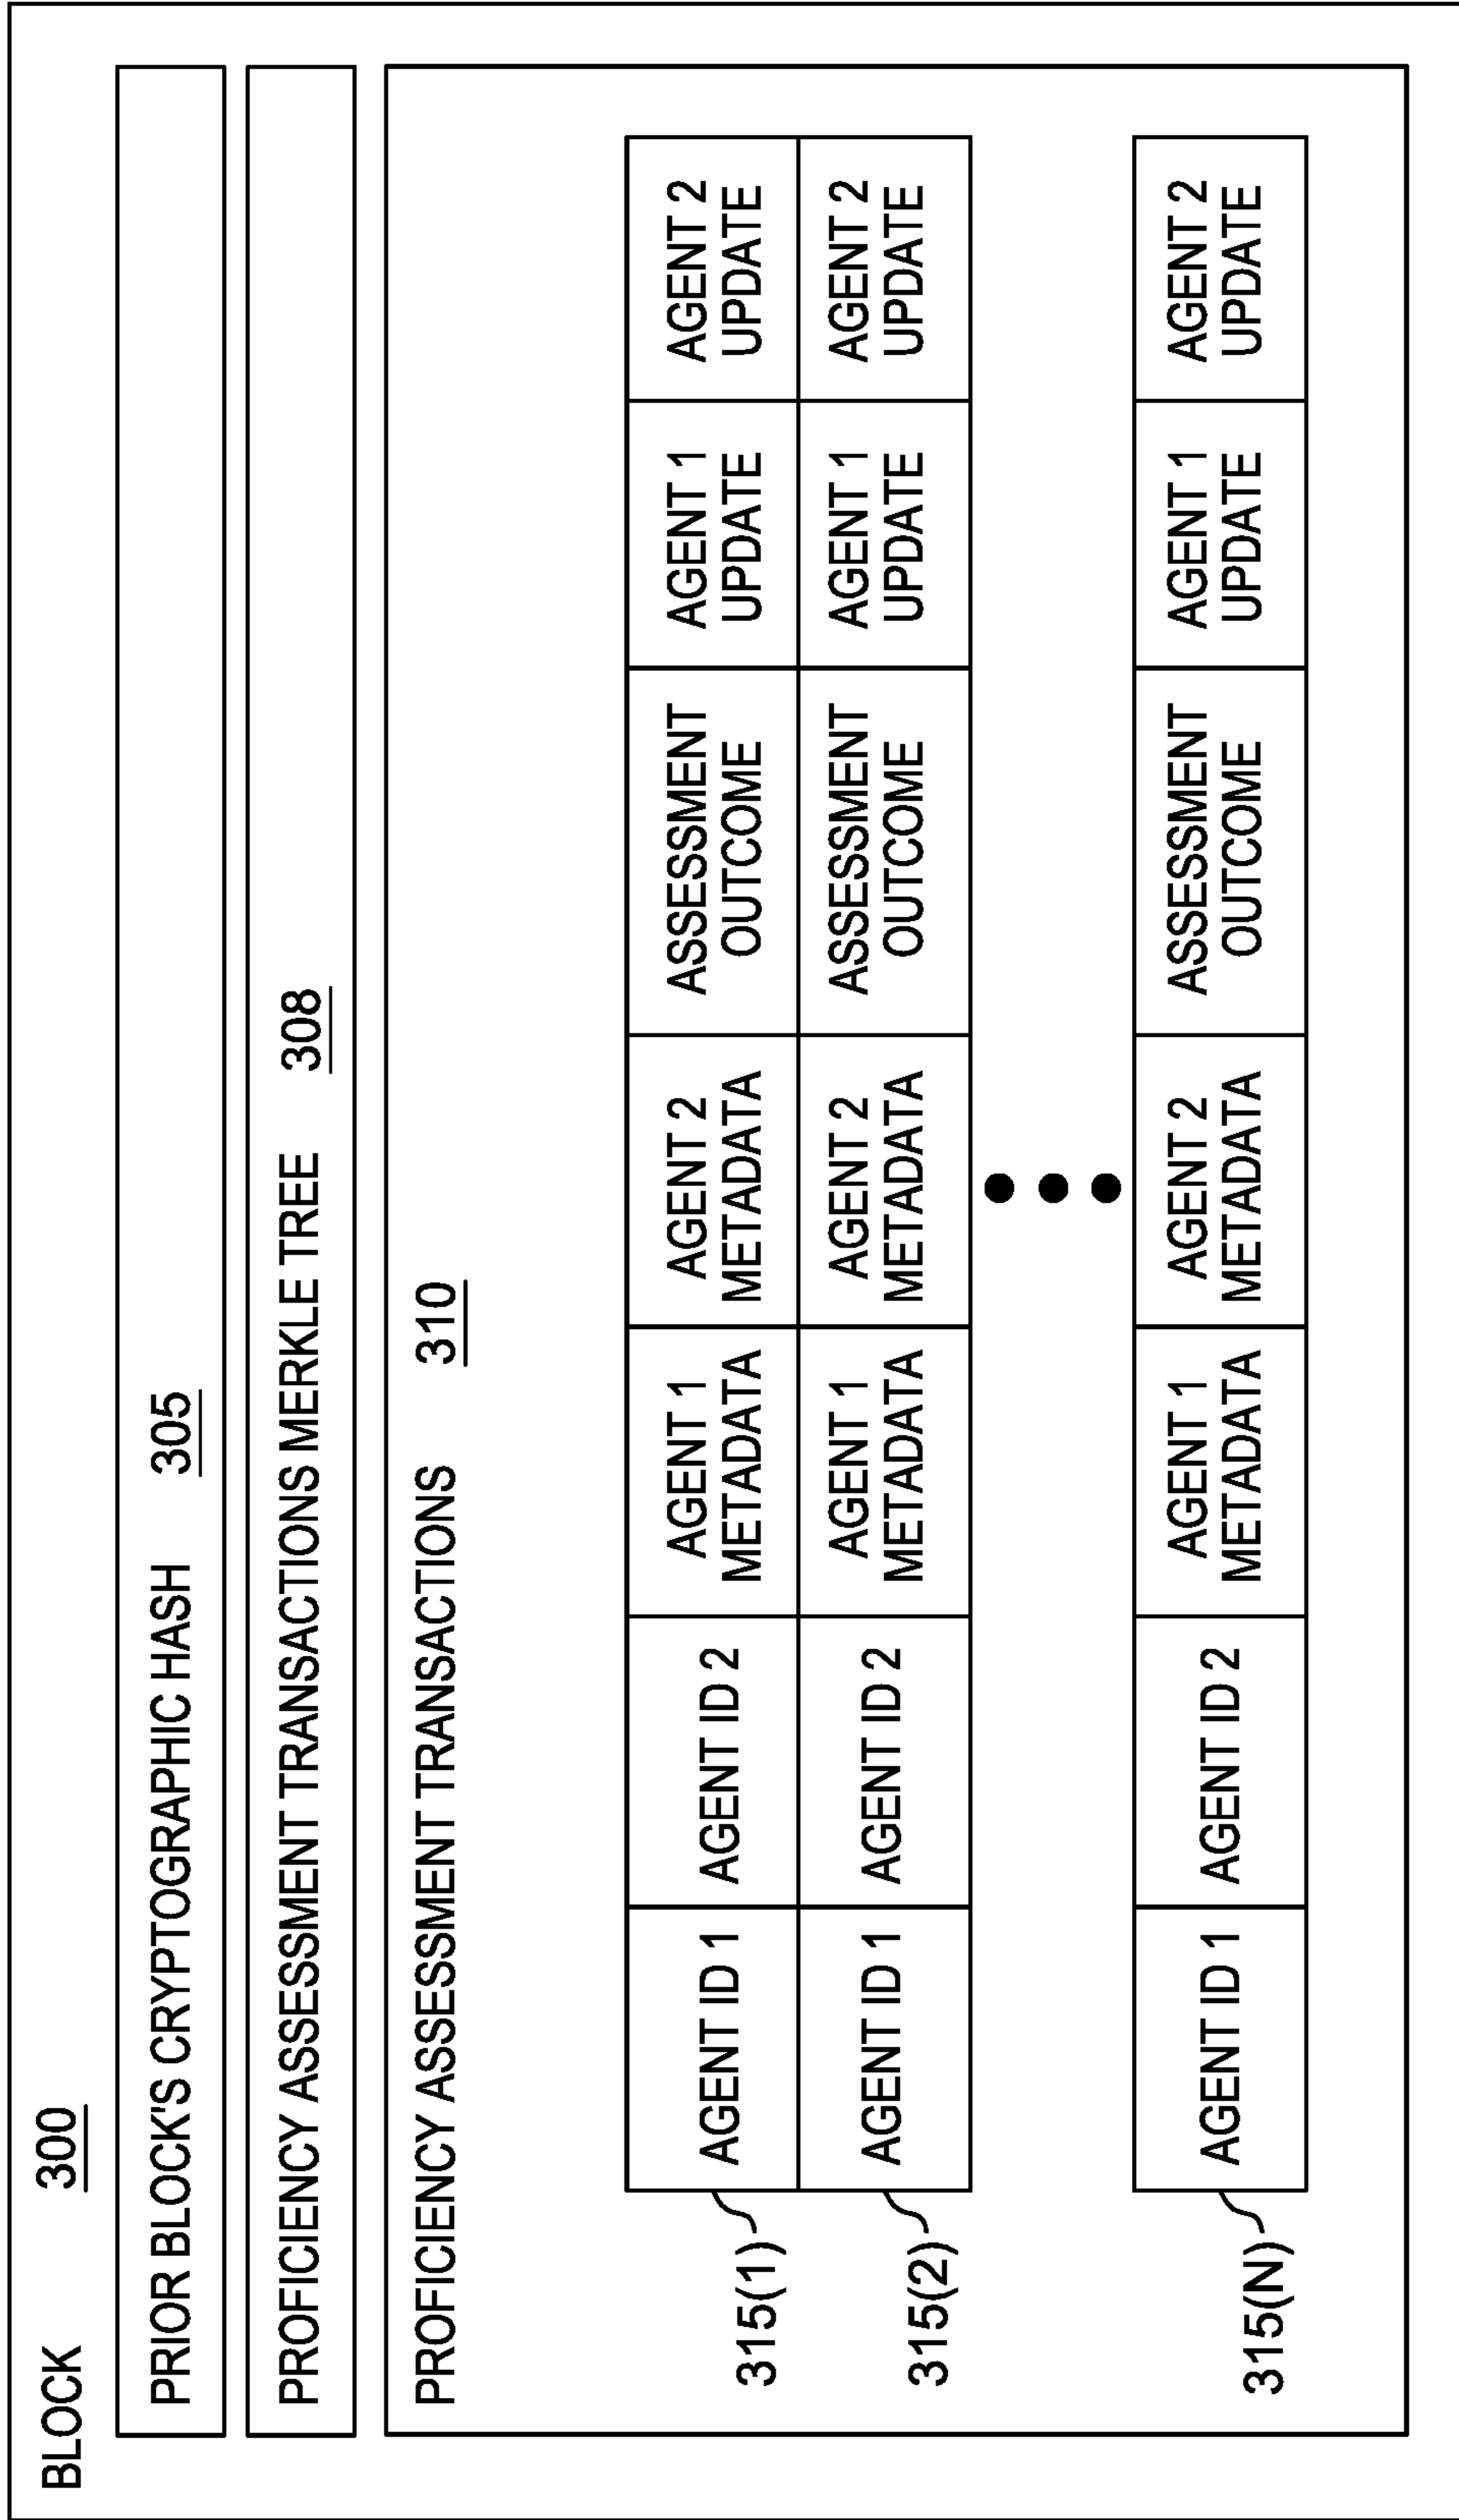 BLOCK 300
PRIOR BLOCK'S CRYPTOGRAPHIC HASH 305
PROFICIENCY ASSESSMENT TRANSACTIONS MERKLE TREE 308
PROFICIENCY ASSESSMENT TRANSACTIONS 310
315(1)
AGENT ID 1
AGENT ID 2
AGENT 1
METADATA
AGENT 2
METADATA
ASSESSMENT
OUTCOME
AGENT 1
UPDATE
AGENT 2
UPDATE
315(2)
AGENT ID 1
AGENT ID 2
AGENT 1
METADATA
AGENT 2
METADATA
ASSESSMENT
OUTCOME
AGENT 1
UPDATE
AGENT 2
UPDATE
315(N)
AGENT ID 1
AGENT ID 2
AGENT 1
METADATA
AGENT 2
METADATA
ASSESSMENT
OUTCOME
AGENT 1
UPDATE
AGENT 2
UPDATE